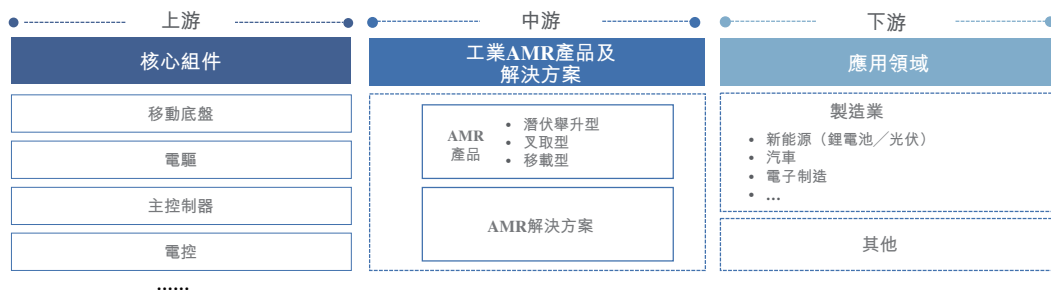 上游
核心組件
移動底盤
電驅
主控制器
電控
......
中游
工業AMR產品及
解決方案
AMR
產品
• 潛伏舉升型
• 叉取型
• 移載型
AMR解決方案
下游
應用領域
製造業
• 新能源（鋰電池／光伏）
• 汽車
• 電子制造
• ...
其他